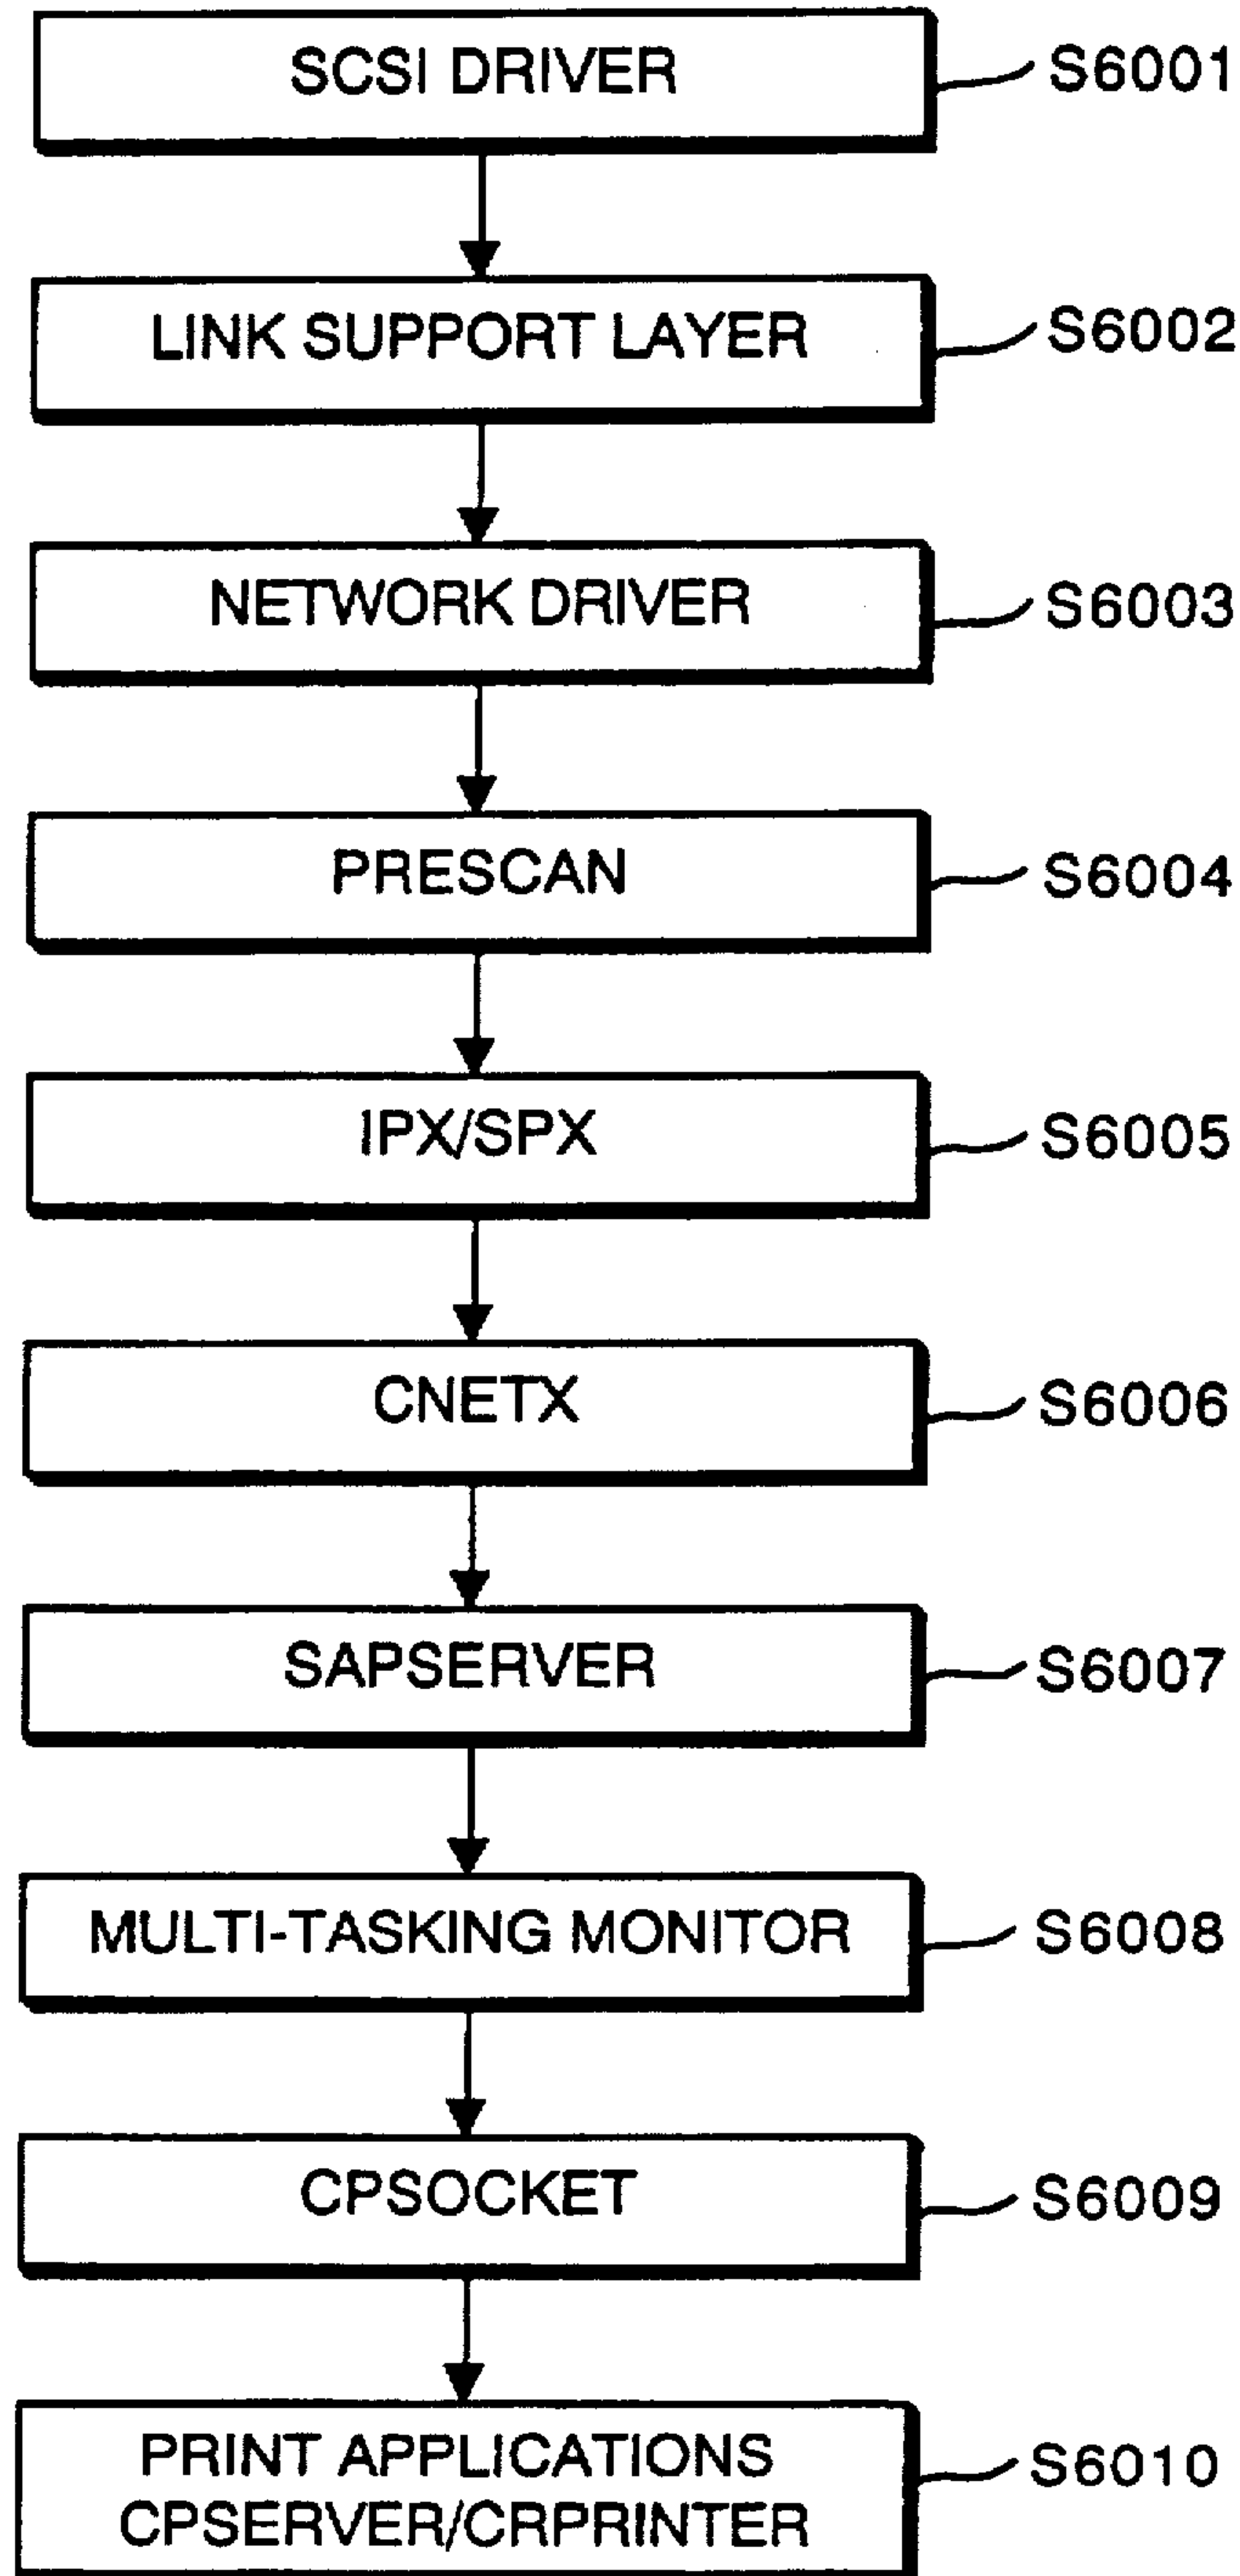 SCSI DRIVER S6001
LINK SUPPORT LAYER S6002
NETWORK DRIVER S6003
PRESCAN S6004
IPX/SPX S6005
CNETX S6006
SAPSERVER S6007
MULTI-TASKING MONITOR S6008
CPSOCKET S6009
PRINT APPLICATIONS S6010
CPSERVER/CRPRINTER